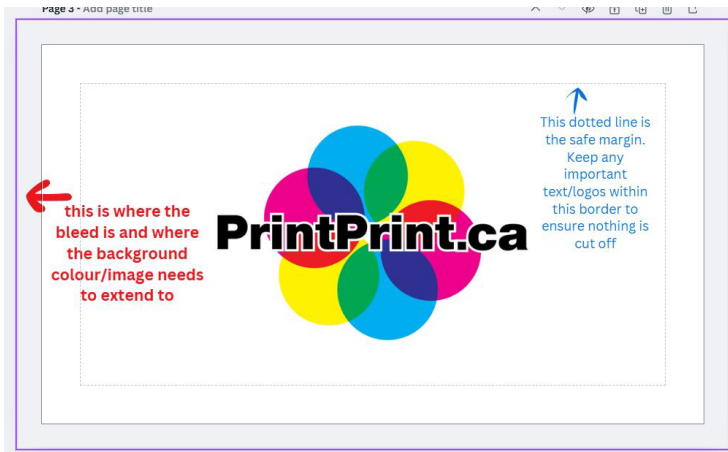 Page 3 - Add page title
This dotted line is
the safe margin.
Keep any
important
text/logos within
this border to
ensure nothing is
cut off
this is where the
bleed is and where
the background
colour/image needs
to extend to
PrintPrint.ca